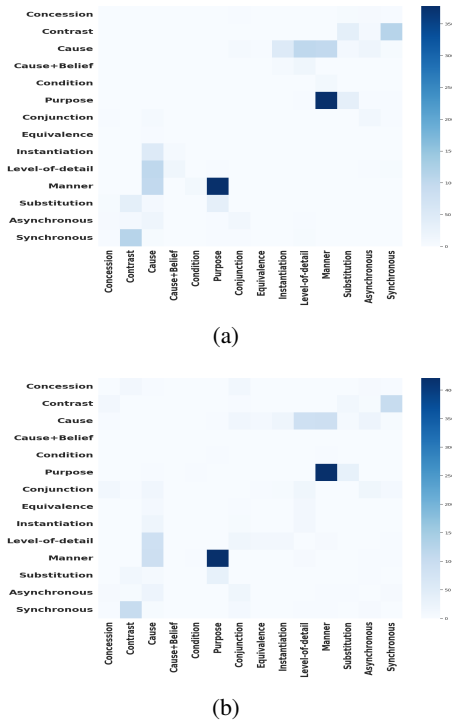 Concession
Contrast
Cause
Cause+Belief
Condition
Purpose
Conjunction
Equivalence
Instantiation
Level-of-detail
Manner
Substitution
Asynchronous
Synchronous
Concession
Contrast
Cause
Cause+Belief
Condition
Purpose
Conjunction
Equivalence
Instantiation
Level-of-detail
Manner
Substitution
Asynchronous
Synchronous
(a)
Concession
Contrast
Cause
Cause+Belief
Condition
Purpose
Conjunction
Equivalence
Instantiation
Level-of-detail
Manner
Substitution
Asynchronous
Synchronous
Concession
Contrast
Cause
Cause+Belief
Condition
Purpose
Conjunction
Equivalence
Instantiation
Level-of-detail
Manner
Substitution
Asynchronous
Synchronous
(b)